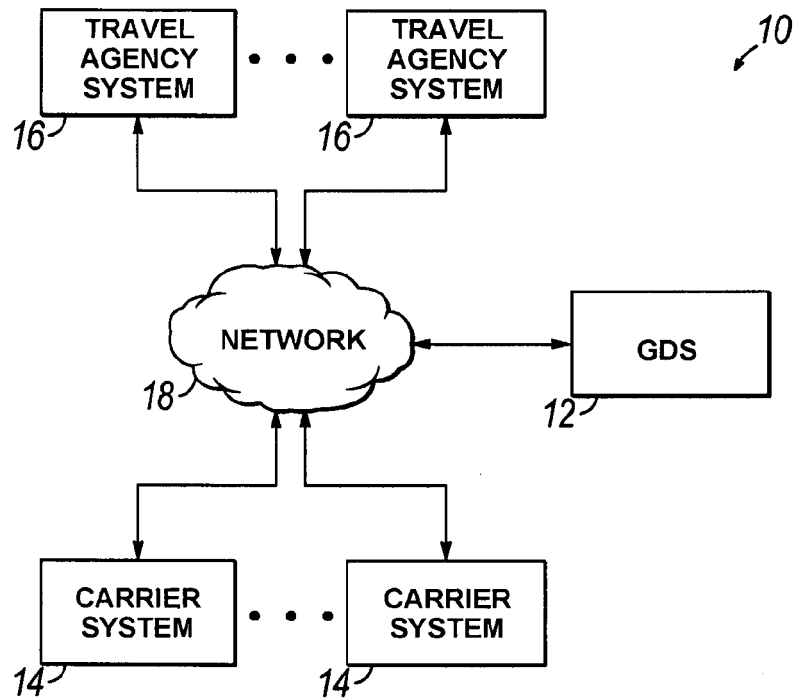 TRAVEL
AGENCY
SYSTEM
16
TRAVEL
AGENCY
SYSTEM
16
10
NETWORK
18
GDS
12
CARRIER
SYSTEM
14
CARRIER
SYSTEM
14